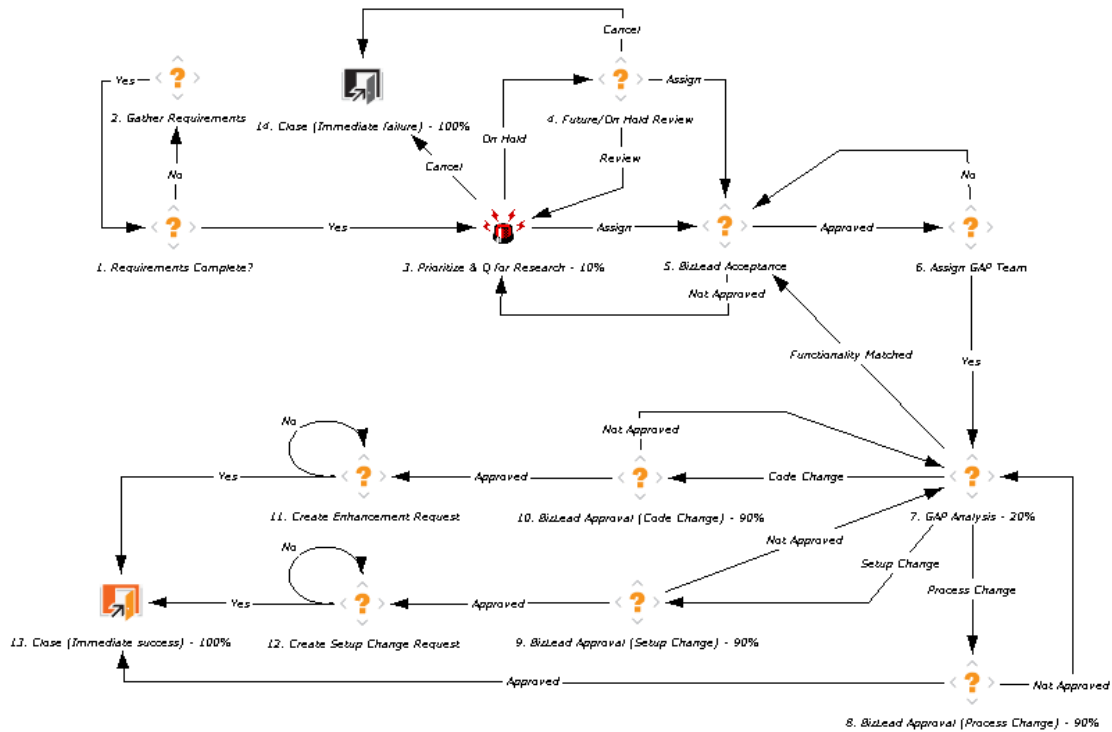 Cancel
Yes
Assign
2. Gather Requirements
14. Close (Immediate failure) - 100%
On Hold
4. Future/On Hold Review
Review
Cancel
No
No
Yes
Assign
Approved
1. Requirements Complete?
3. Prioritize & Q for Research - 10%
5. BizLead Acceptance
6. Assign GAP Team
Not Approved
Functionality Matched
Yes
No
Not Approved
Yes
Approved
Code Change
11. Create Enhancement Request
10. BizLead Approval (Code Change) - 90%
7. GAP Analysis - 20%
No
Not Approved
Setup Change
Process Change
Yes
Approved
13. Close (Immediate success) - 100%
12. Create Setup Change Request
9. BizLead Approval (Setup Change) - 90%
Approved
Not Approved
8. BizLead Approval (Process Change) - 90%